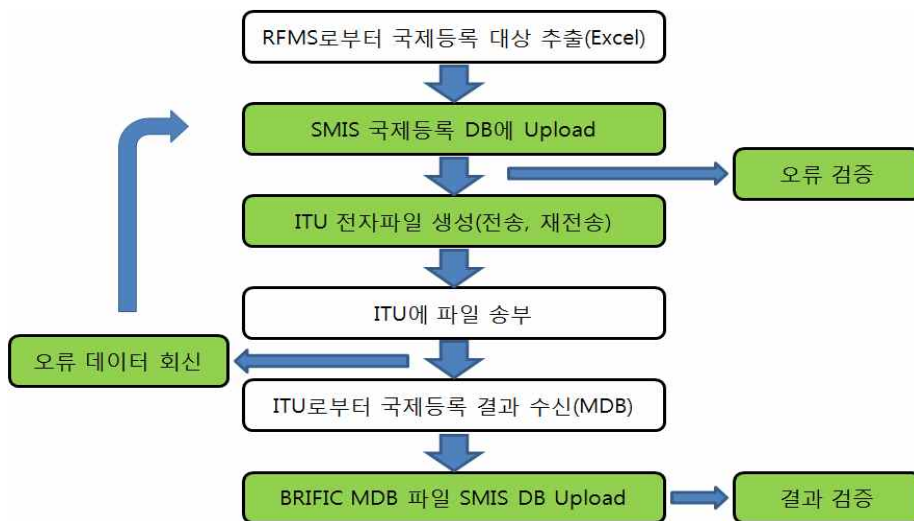 RFMS로부터 국제등록 대상 추출(Excel)
SMIS 국제등록 DB에 Upload
오류 검증
ITU 전자파일 생성(전송, 재전송)
ITU에 파일 송부
오류 데이터 회신
ITU로부터 국제등록 결과 수신(MDB)
BRIFIC MDB 파일 SMIS DB Upload
결과 검증